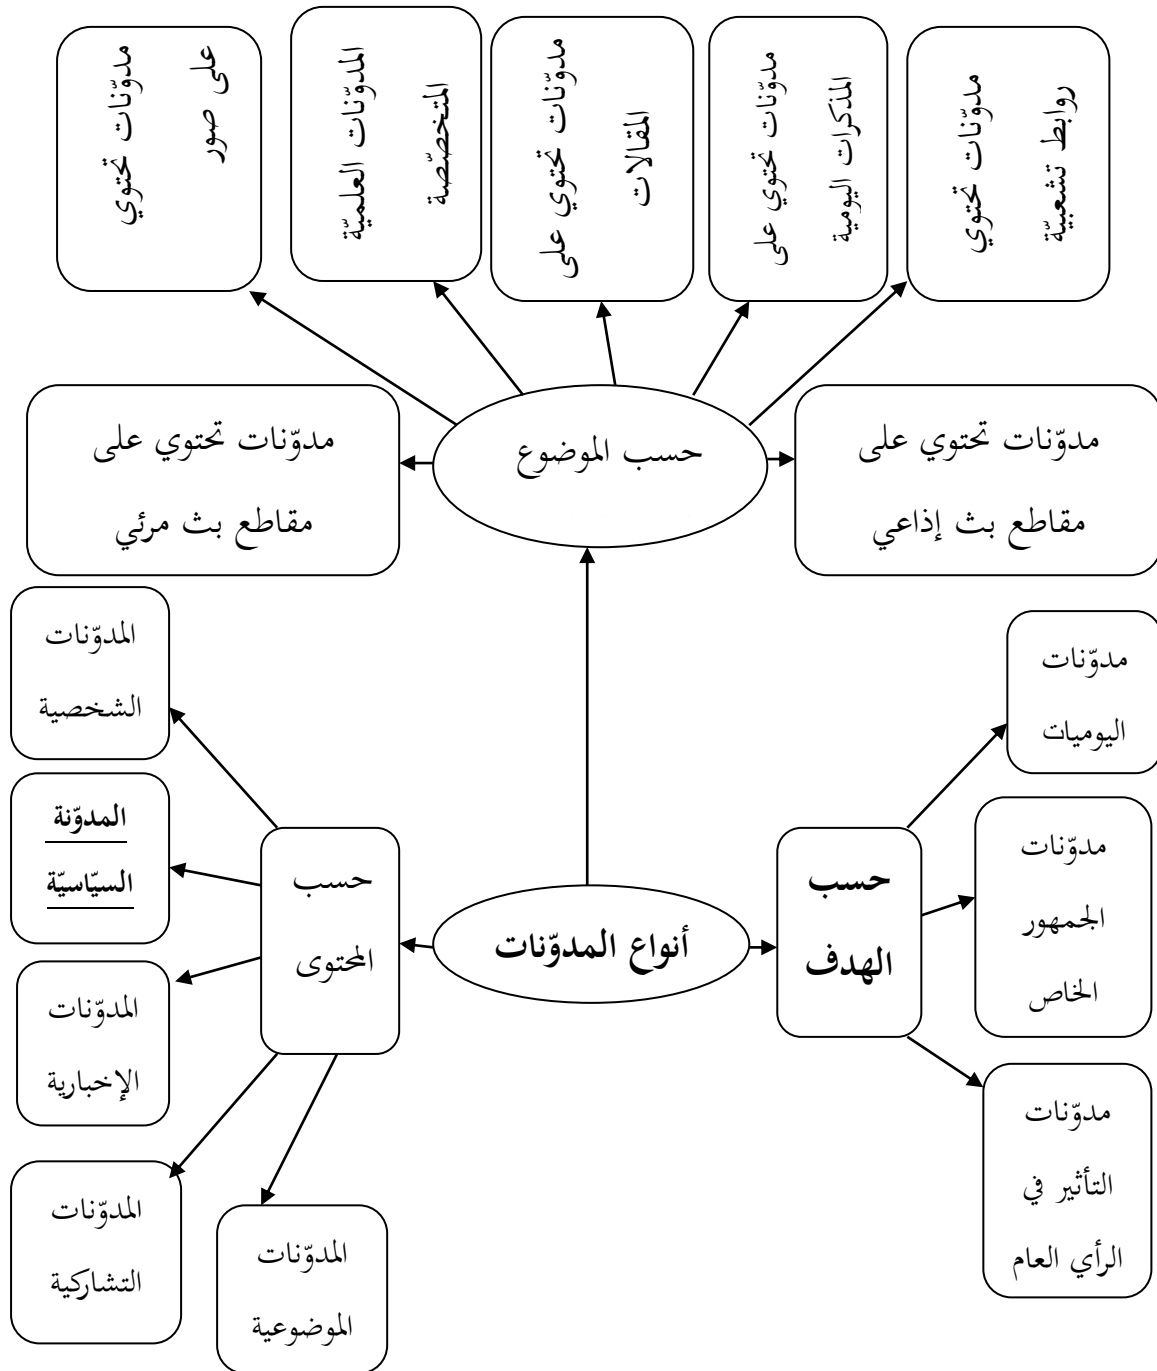 مدوّنات تحتوي
على صور
المدوّنات العلميّة
المتخصّصة
مدوّنات تحتوي على
المقالات
مدوّنات تحتوي على
المذكرات اليومية
مدوّنات تحتوي
روابط تشعبيّة
حسب الموضوع
مدوّنات تحتوي على
مقاطع بث إذاعي
مدوّنات تحتوي على
مقاطع بث مرئي
مدوّنات
اليوميات
مدوّنات
الجمهور
الخاص
مدوّنات
التأثير في
الرأي العام
حسب
الهدف
أنواع المدوّنات
حسب
المحتوى
المدوّنات
الشخصية
المدوّنة
السيّاسيّة
المدوّنات
الإخبارية
المدوّنات
التشاركية
المدوّنات
الموضوعية